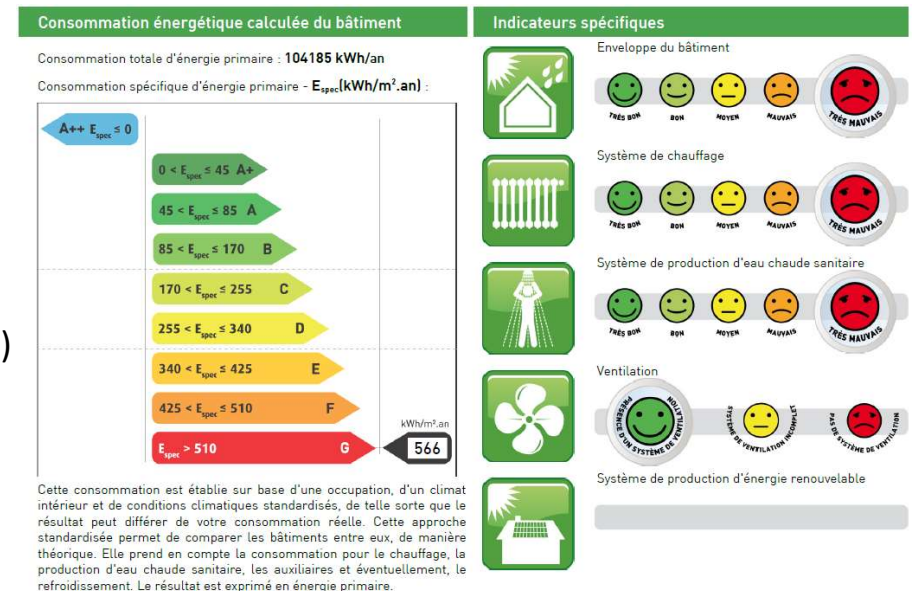 Consommation énergétique calculée du bâtiment
Consommation totale d'énergie primaire : 104185 kWh/an
Consommation spécifique d'énergie primaire - Espec(kWh/m².an) :
A++ Espec ≤ 0
0 < Espec ≤ 45 A+
45 < Espec ≤ 85 A
85 < Espec ≤ 170 B
170 < Espec ≤ 255 C
255 < Espec ≤ 340 D
340 < Espec ≤ 425 E
425 < Espec ≤ 510 F
kWh/m².an
Espec > 510 G 566
Cette consommation est établie sur base d'une occupation, d'un climat
intérieur et de conditions climatiques standardisés, de telle sorte que le
résultat peut différer de votre consommation réelle. Cette approche
standardisée permet de comparer les bâtiments entre eux, de manière
théorique. Elle prend en compte la consommation pour le chauffage, la
production d'eau chaude sanitaire, les auxiliaires et éventuellement, le
refroidissement. Le résultat est exprimé en énergie primaire.
)
Indicateurs spécifiques
Enveloppe du bâtiment
TRÈS BON BON MOYEN MAUVAIS TRÈS MAUVAIS
Système de chauffage
TRÈS BON BON MOYEN MAUVAIS TRÈS MAUVAIS
Système de production d'eau chaude sanitaire
TRÈS BON BON MOYEN MAUVAIS TRÈS MAUVAIS
Ventilation
PRÉSENCE D'UN SYSTÈME DE VENTILATION
SYSTÈME DE VENTILATION INCOMPLET
PAS DE SYSTÈME DE VENTILATION
Système de production d'énergie renouvelable